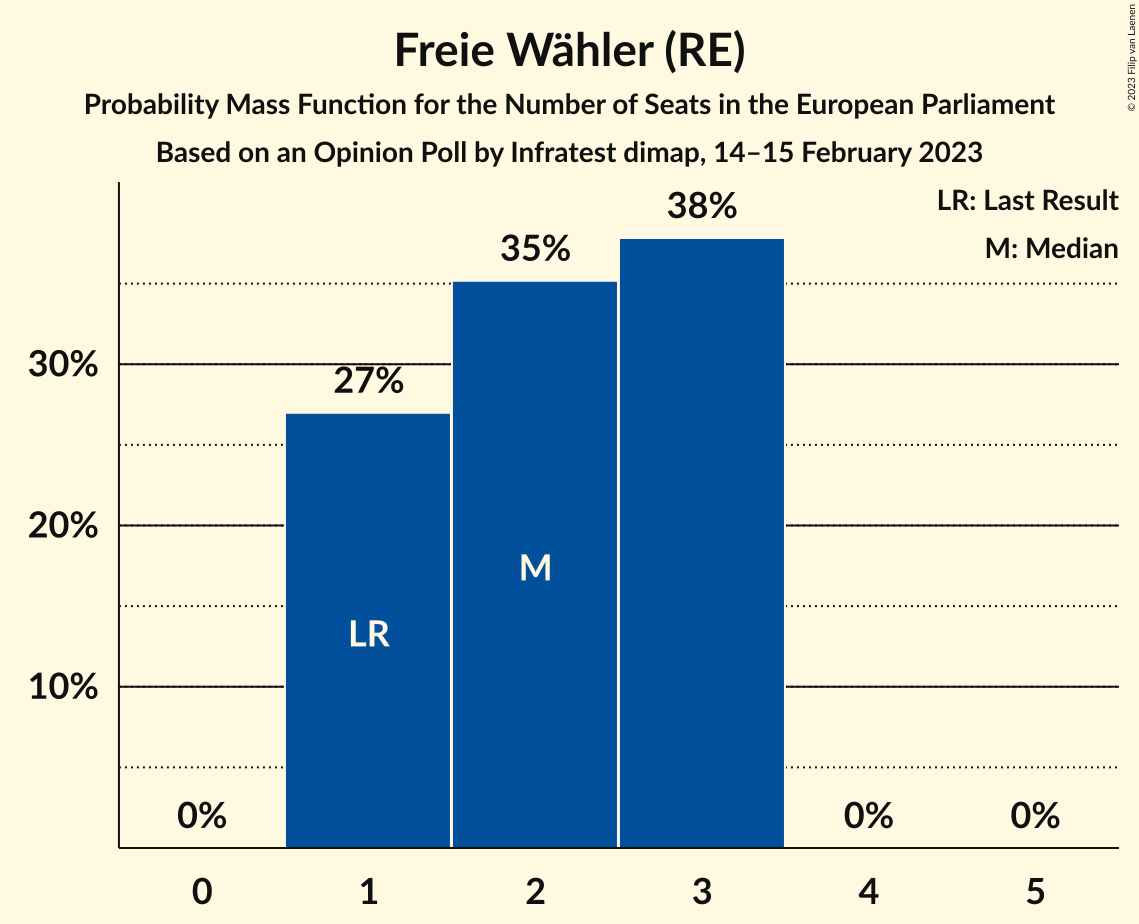 © 2023 Filip van Laenen
Freie Wähler (RE)
Probability Mass Function for the Number of Seats in the European Parliament
Based on an Opinion Poll by Infratest dimap, 14–15 February 2023
LR: Last Result
M: Median
38%
35%
30%
27%
20%
M
LR
10%
0%
0%
0%
0 1 2 3 4 5